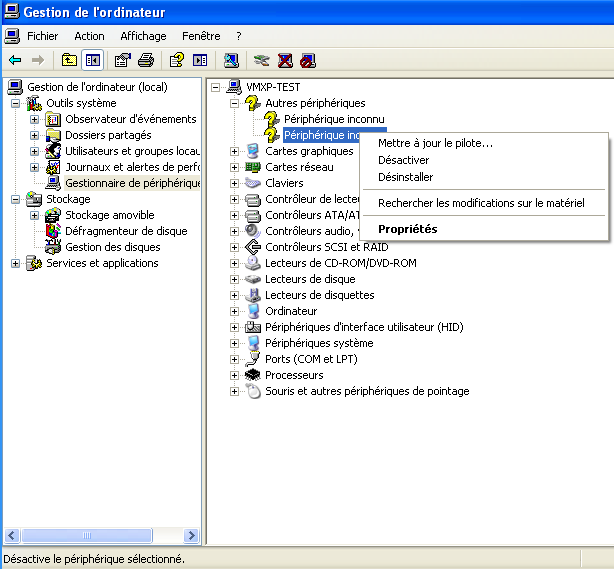 Gestion de l'ordinateur
Fichier Action Affichage Fenêtre ?
Gestion de l'ordinateur (local)
Outils système
Observateur d'événements
Dossiers partagés
Utilisateurs et groupes locau
Journaux et alertes de perfo
Gestionnaire de périphérique
Stockage
Stockage amovible
Défragmenteur de disque
Gestion des disques
Services et applications
VMXP-TEST
Autres périphériques
Périphérique inconnu
Périphérique inc
Cartes graphiques
Cartes réseau
Claviers
Contrôleur de lecte
Contrôleurs ATA/AT
Contrôleurs audio,
Contrôleurs SCSI et RAID
Lecteurs de CD-ROM/DVD-ROM
Lecteurs de disque
Lecteurs de disquettes
Ordinateur
Périphériques d'interface utilisateur (HID)
Périphériques système
Ports (COM et LPT)
Processeurs
Souris et autres périphériques de pointage
Mettre à jour le pilote...
Désactiver
Désinstaller
Rechercher les modifications sur le matériel
Propriétés
Désactive le périphérique sélectionné.